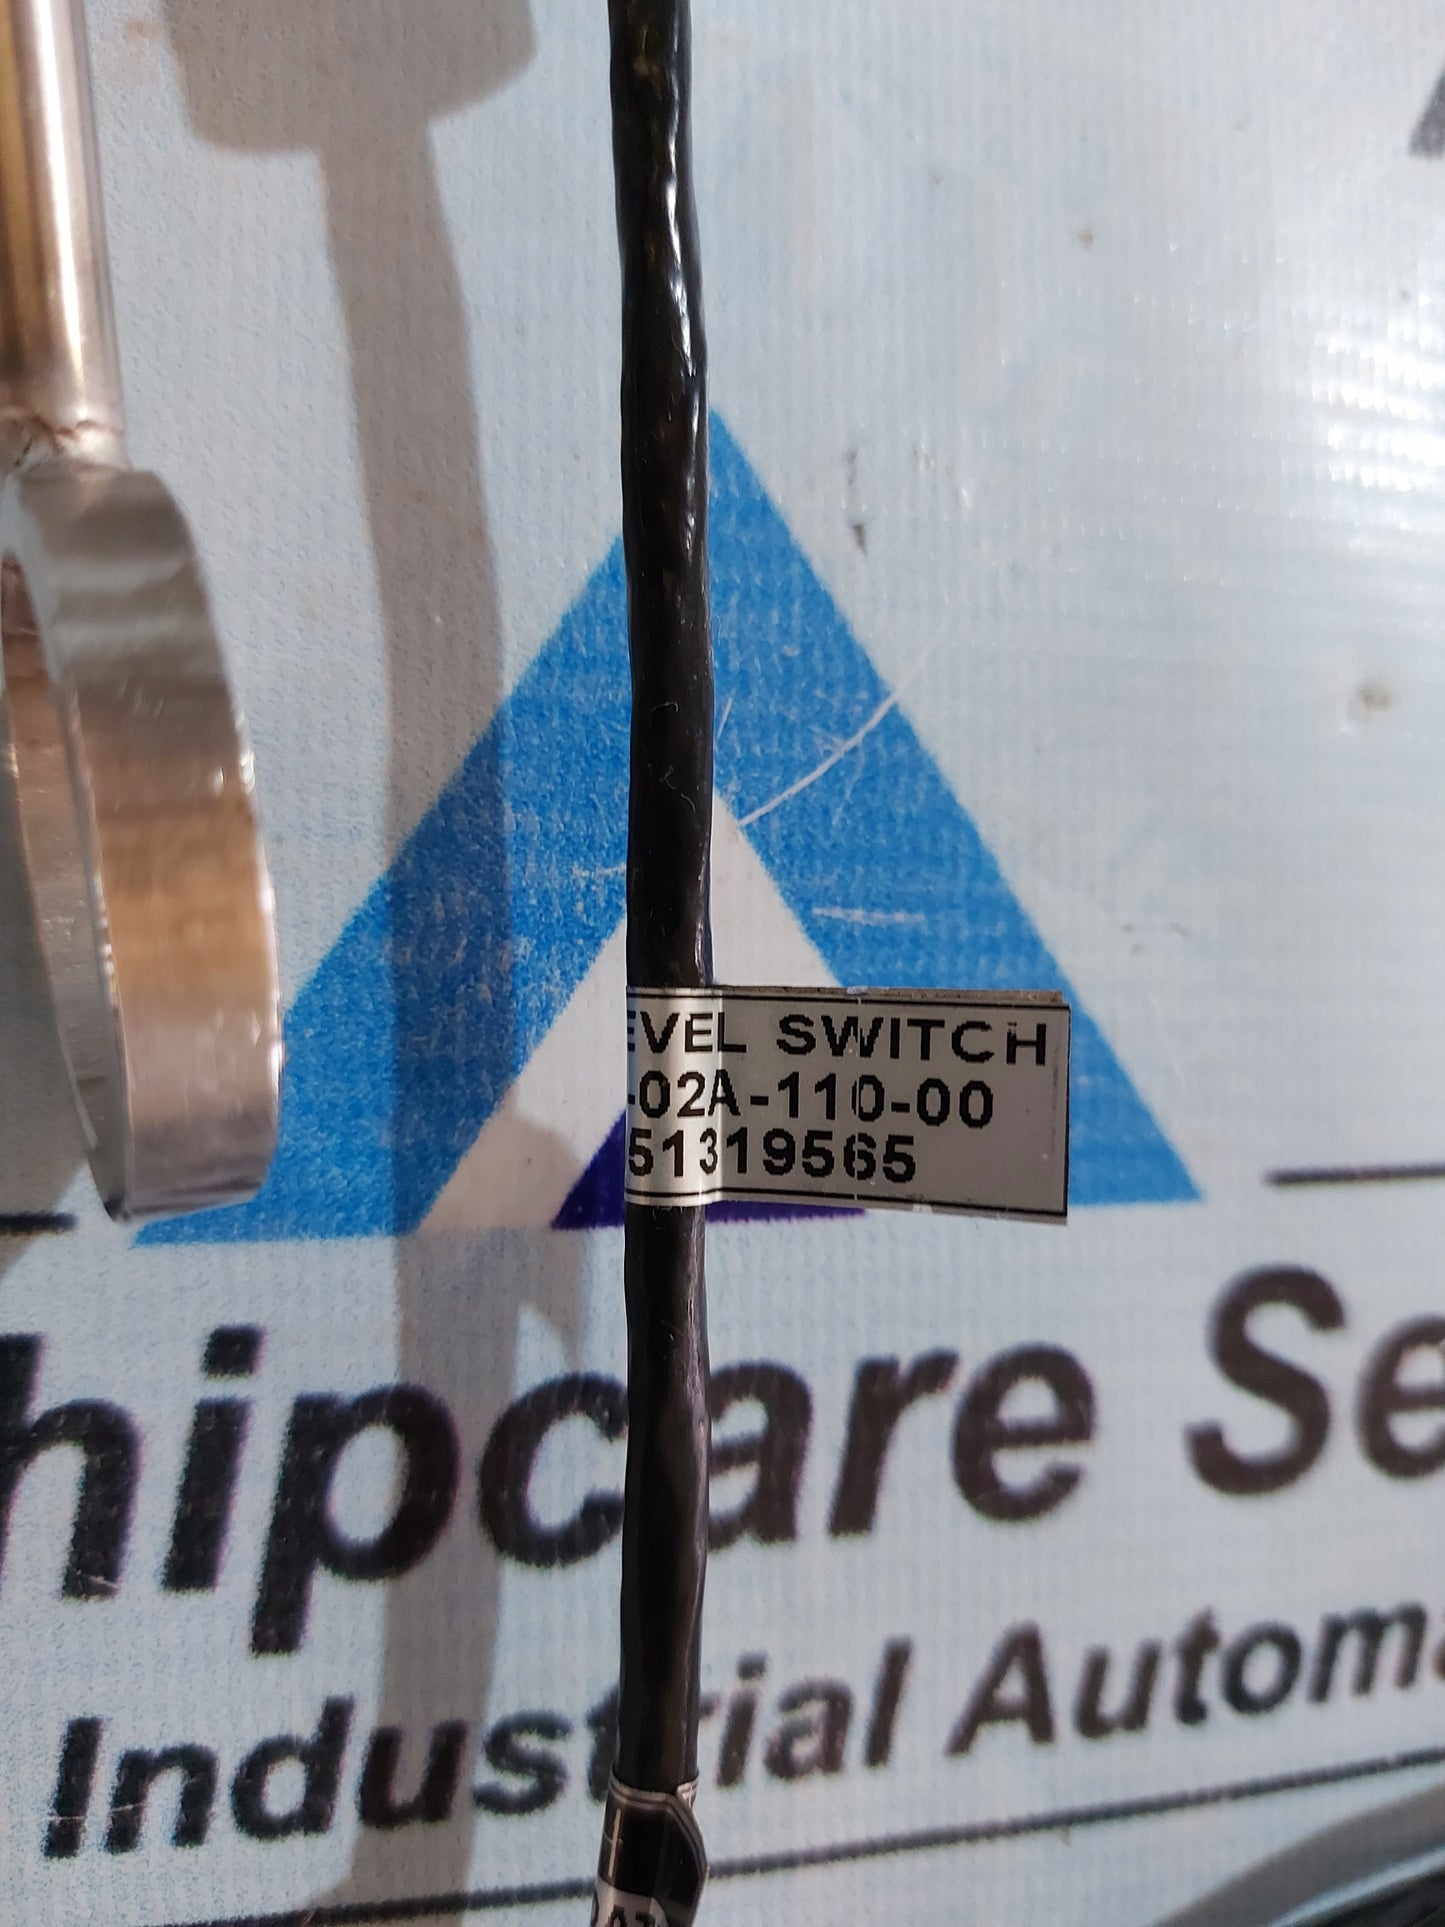 EVEL SWITCH
-02A-110-00
51319565
hipcare Se
Industrial Automa